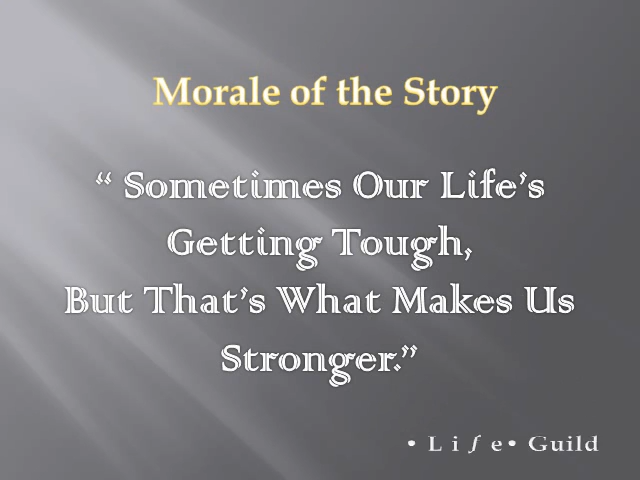 Morale of the Story
“ Sometimes Our Life’s
Getting Tough,
But That’s What Makes Us
Stronger.”
• L i f e • Guild